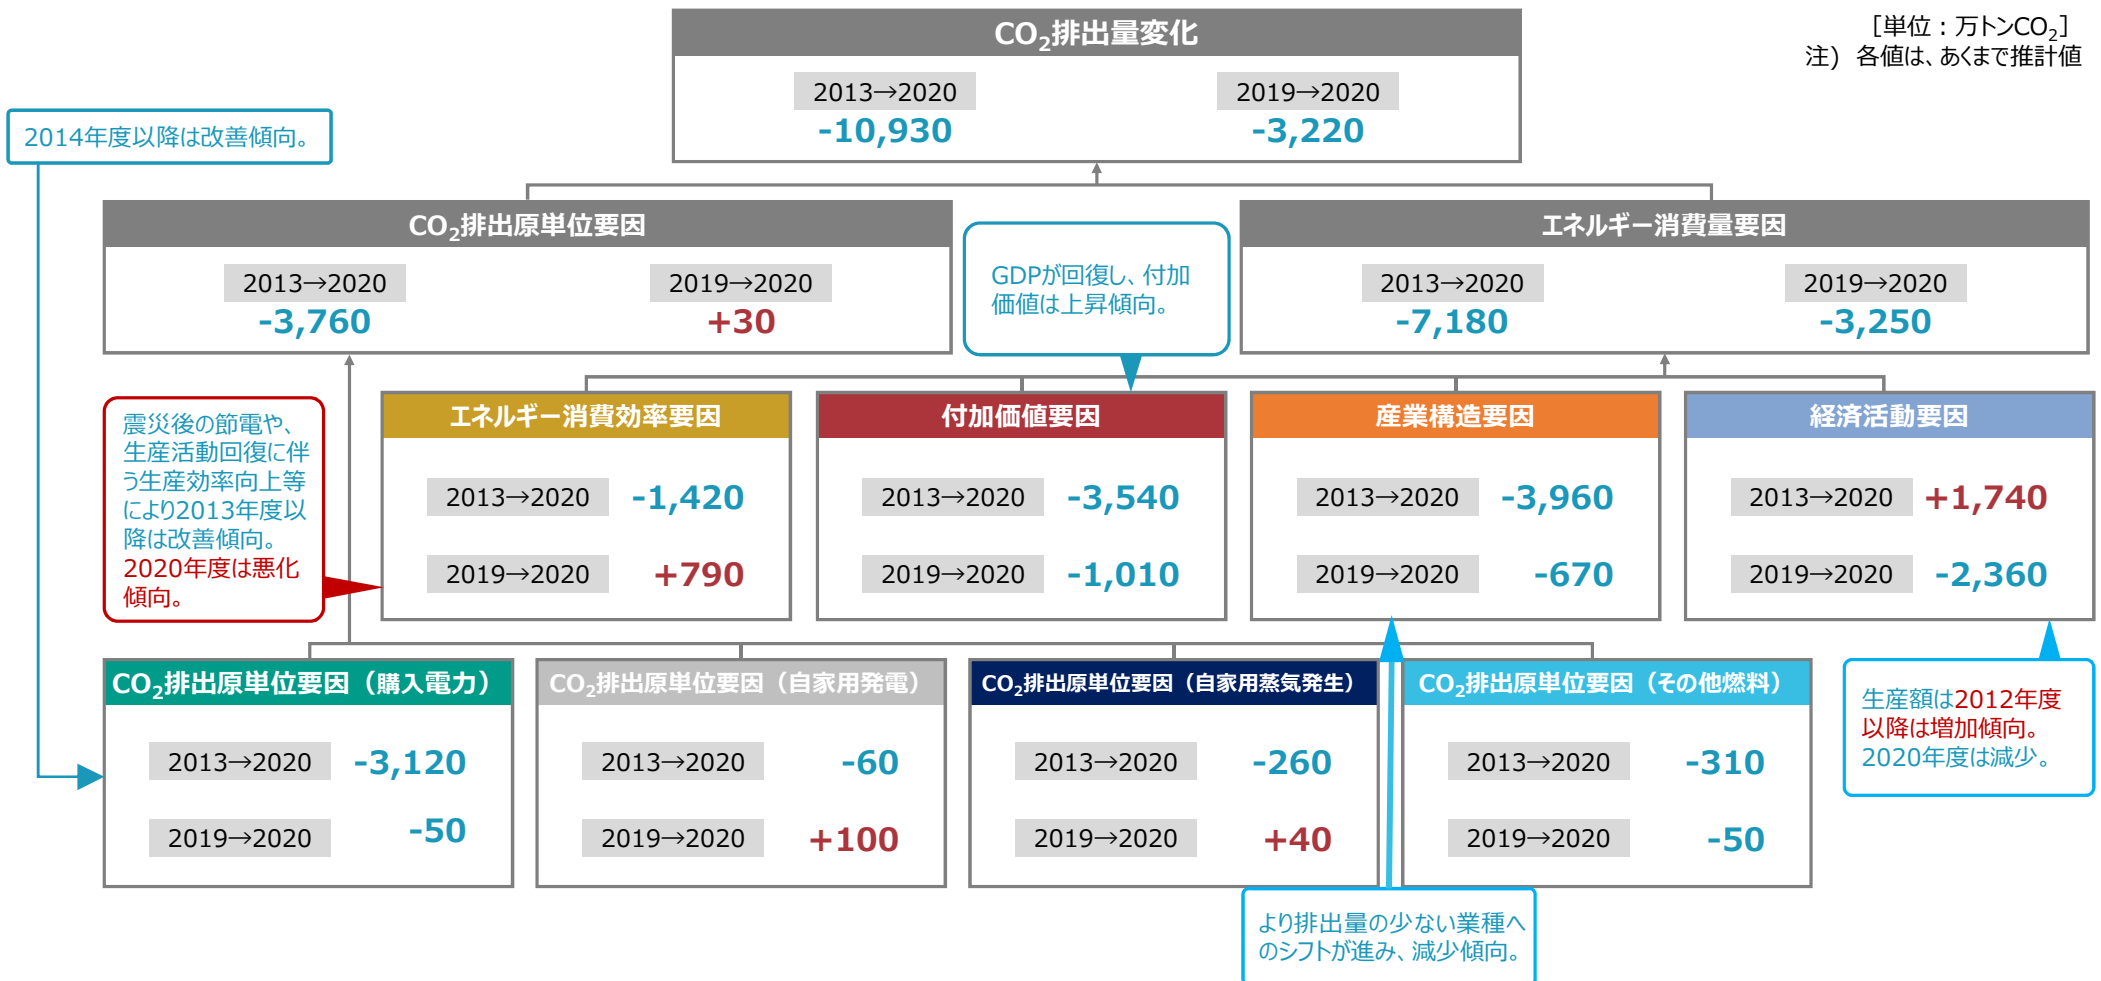 CO₂排出量変化
2013→2020
2019→2020
-10,930
-3,220
[単位：万トンCO₂]
注）各値は、あくまで推計値
2014年度以降は改善傾向。
CO₂排出原単位要因
2013→2020
2019→2020
-3,760
+30
GDPが回復し、付加
価値は上昇傾向。
エネルギー消費量要因
2013→2020
2019→2020
-7,180
-3,250
震災後の節電や、
生産活動回復に伴
う生産効率向上等
により2013年度以
降は改善傾向。
2020年度は悪化
傾向。
エネルギー消費効率要因
2013→2020 -1,420
2019→2020 +790
付加価値要因
2013→2020 -3,540
2019→2020 -1,010
産業構造要因
2013→2020 -3,960
2019→2020 -670
経済活動要因
2013→2020 +1,740
2019→2020 -2,360
CO₂排出原単位要因（購入電力）
2013→2020 -3,120
2019→2020 -50
CO₂排出原単位要因（自家用発電）
2013→2020 -60
2019→2020 +100
CO₂排出原単位要因（自家用蒸気発生）
2013→2020 -260
2019→2020 +40
CO₂排出原単位要因（その他燃料）
2013→2020 -310
2019→2020 -50
生産額は2012年度
以降は増加傾向。
2020年度は減少。
より排出量の少ない業種へ
のシフトが進み、減少傾向。